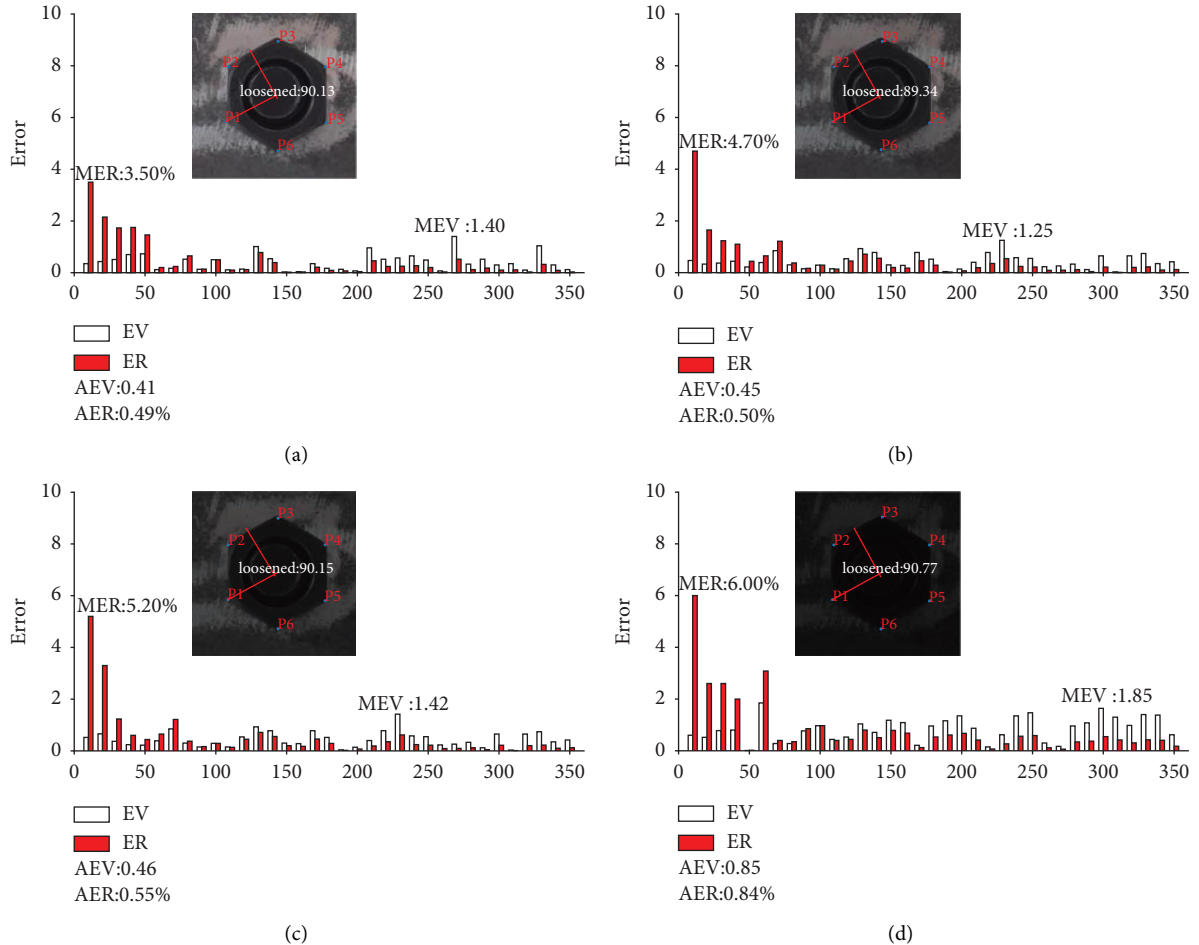 10
8
6
4
2
0
Error
P3
P2
P4
loosened:90.13
P1
P5
P6
MER:3.50%
MEV :1.40
0 50 100 150 200 250 300 350
EV
ER
AEV:0.41
AER:0.49%
(a)
10
8
6
4
2
0
Error
P3
P2
P4
loosened:89.34
P1
P5
P6
MER:4.70%
MEV :1.25
0 50 100 150 200 250 300 350
EV
ER
AEV:0.45
AER:0.50%
(b)
10
8
6
4
2
0
Error
P3
P2
P4
loosened:90.15
P1
P5
P6
MER:5.20%
MEV :1.42
0 50 100 150 200 250 300 350
EV
ER
AEV:0.46
AER:0.55%
(c)
10
8
6
4
2
0
Error
P3
P2
P4
loosened:90.77
P1
P5
P6
MER:6.00%
MEV :1.85
0 50 100 150 200 250 300 350
EV
ER
AEV:0.85
AER:0.84%
(d)